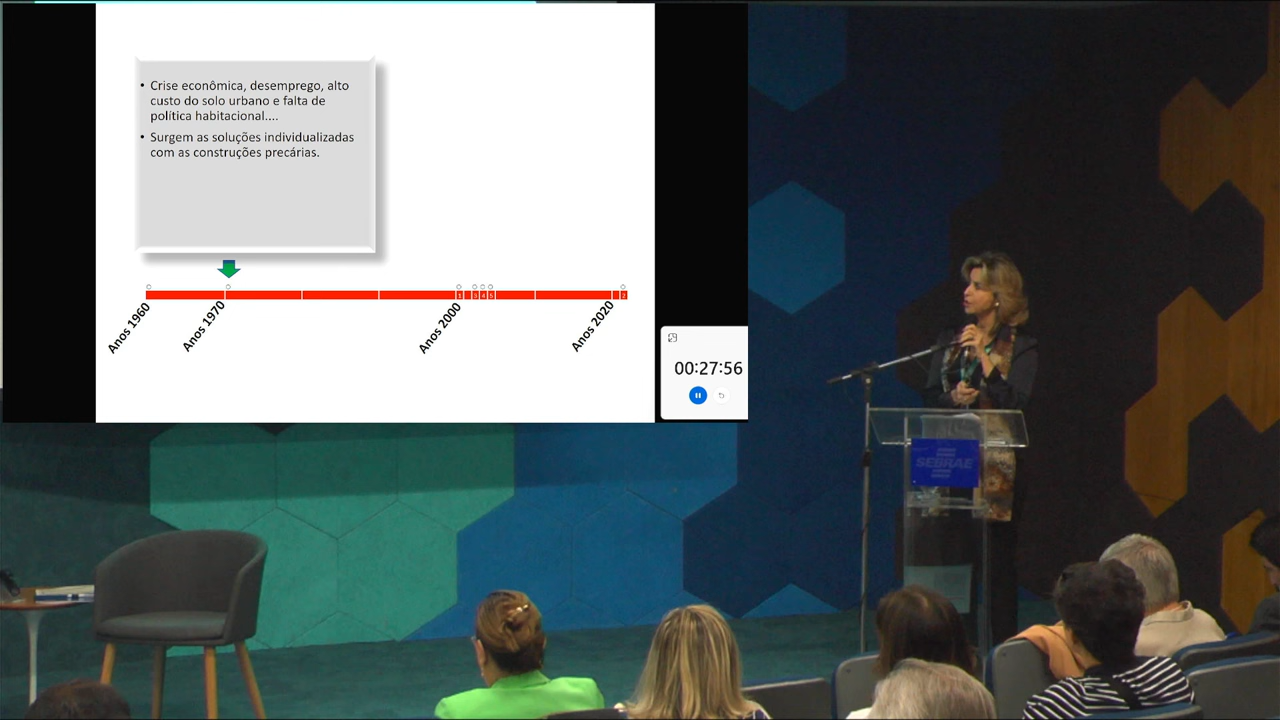 • Crise econômica, desemprego, alto
custo do solo urbano e falta de
política habitacional....
• Surgem as soluções individualizadas
com as construções precárias.
Anos 1960
Anos 1970
Anos 2000
Anos 2020
00:27:56
SEBRAE